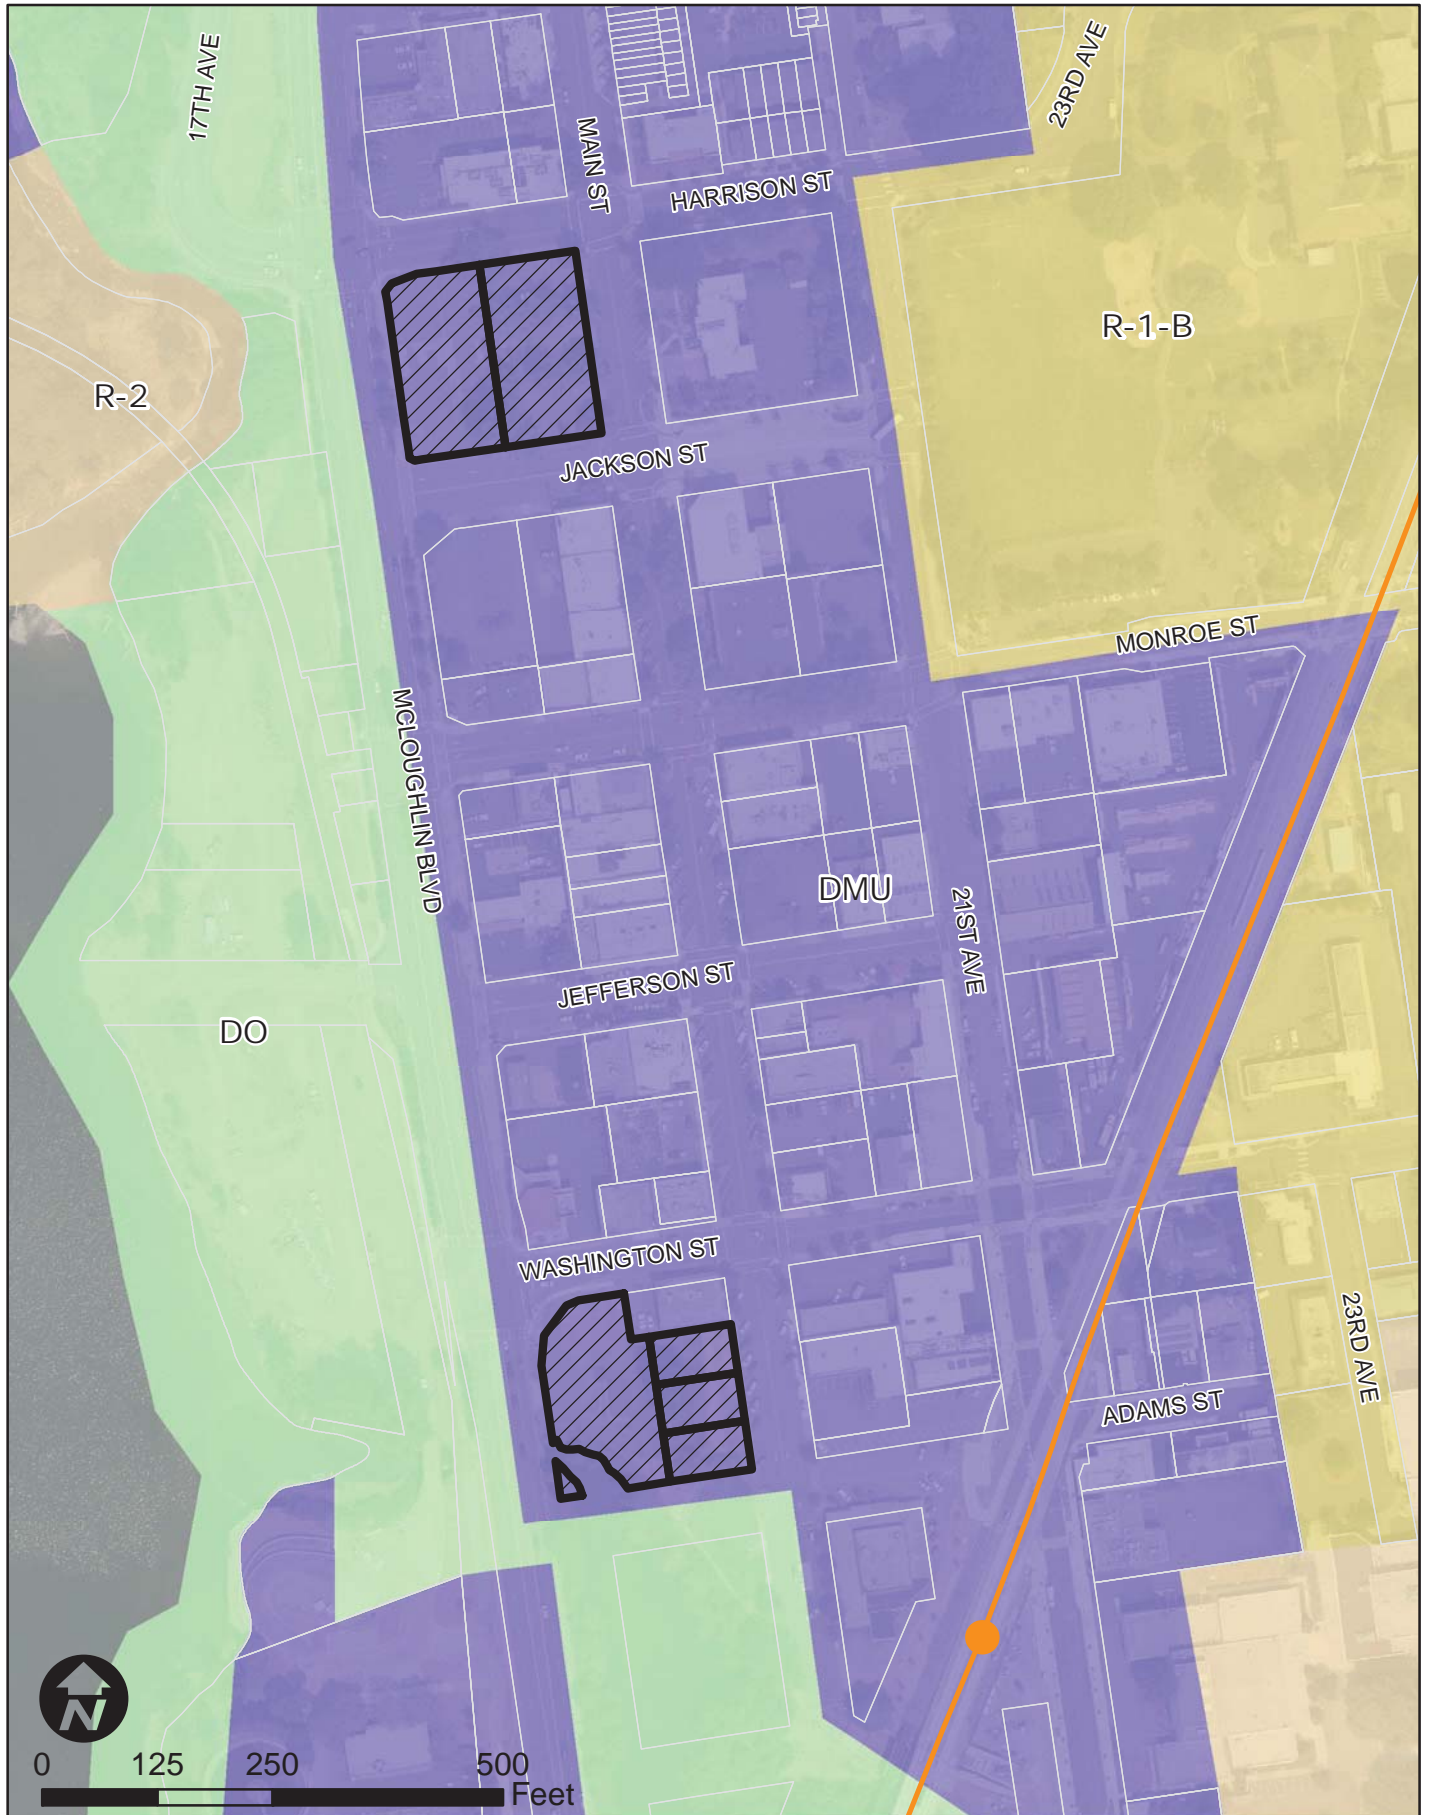 17TH AVE
23RD AVE
MAIN ST
HARRISON ST
R-1-B
R-2
JACKSON ST
MONROE ST
MCLOUGHLIN BLVD
DMU
21ST AVE
JEFFERSON ST
DO
WASHINGTON ST
23RD AVE
ADAMS ST
N
0 125 250 500
Feet